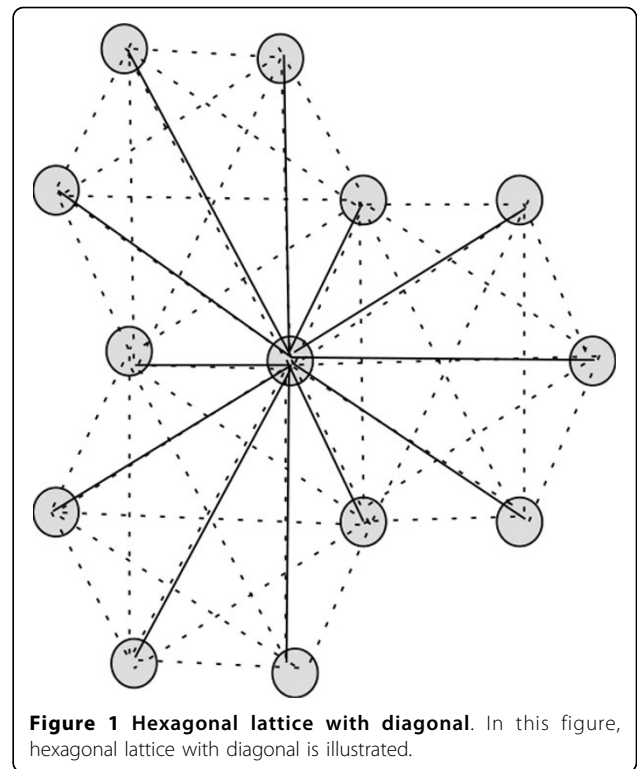 Figure 1 Hexagonal lattice with diagonal. In this figure,
hexagonal lattice with diagonal is illustrated.